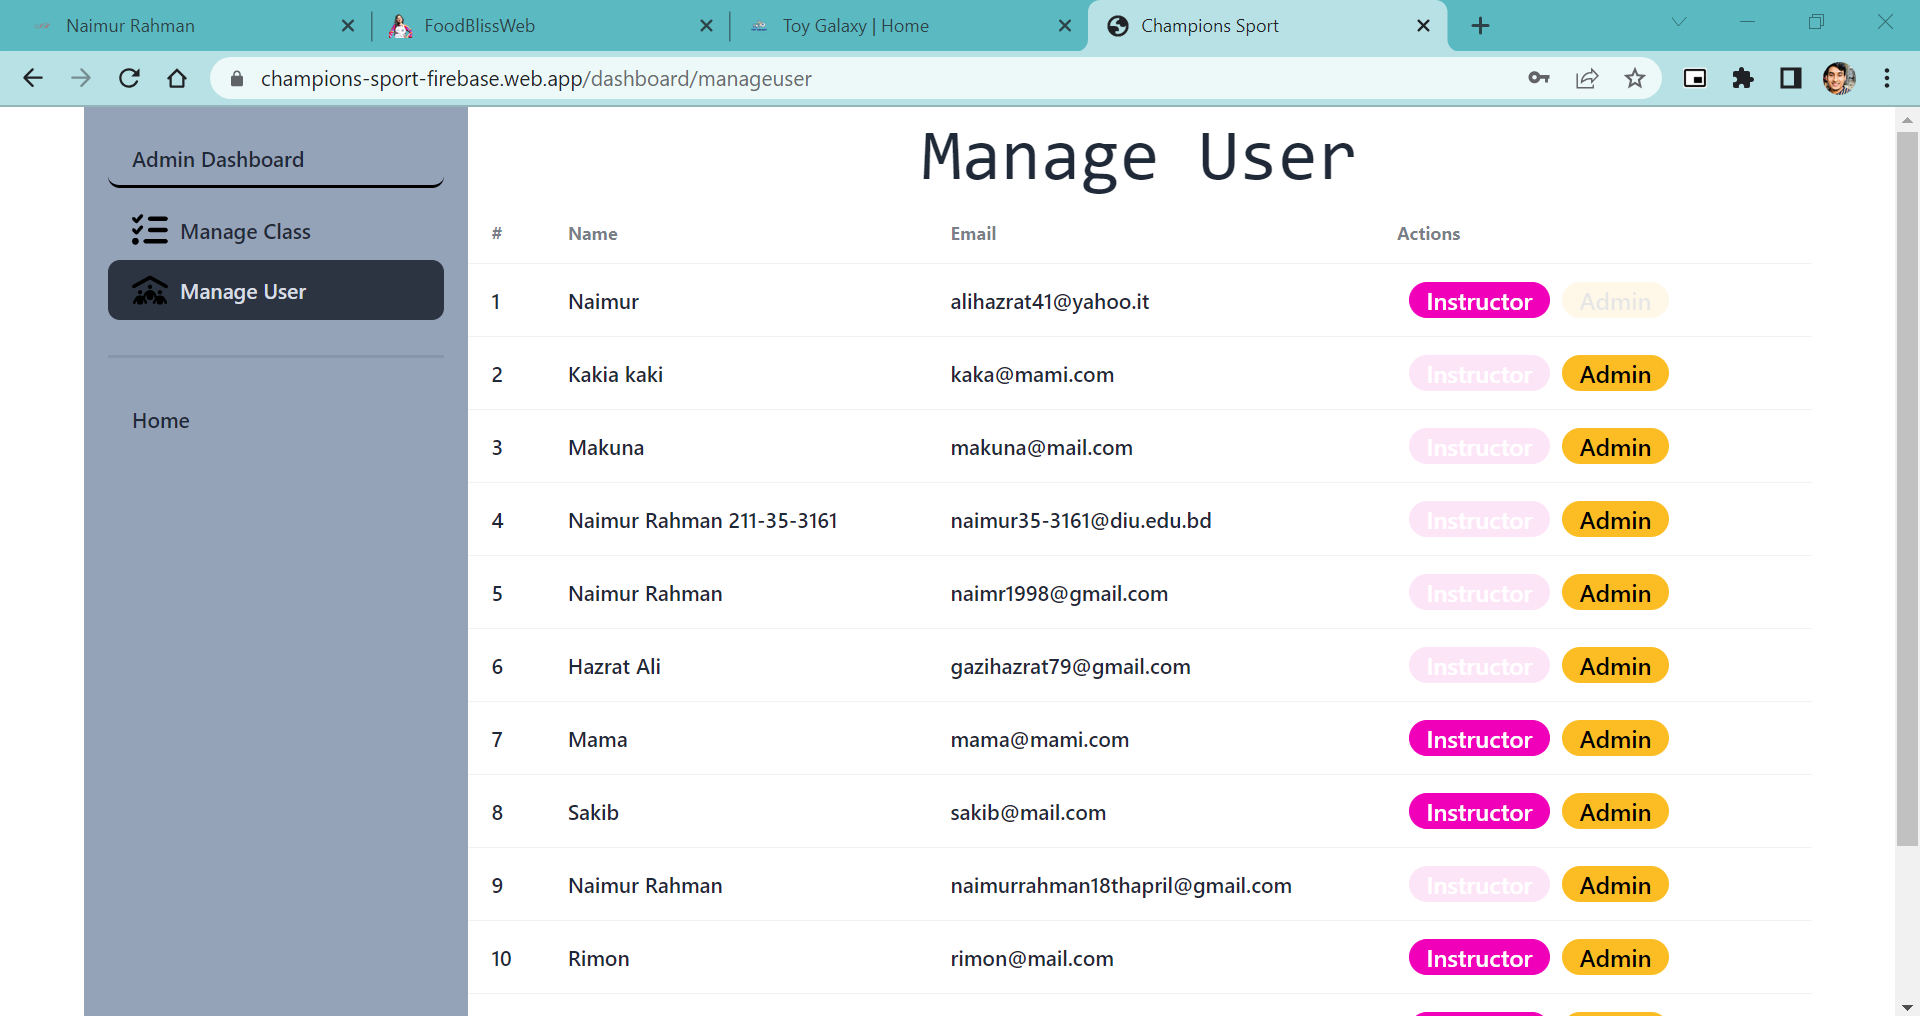 Naimur Rahman
FoodBlissWeb
Toy Galaxy | Home
Champions Sport
champions-sport-firebase.web.app/dashboard/manageuser
Admin Dashboard
Manage Class
Manage User
Home
Manage User
# Name Email Actions
1 Naimur alihazrat41@yahoo.it Instructor Admin
2 Kakia kaki kaka@mami.com Instructor Admin
3 Makuna makuna@mail.com Instructor Admin
4 Naimur Rahman 211-35-3161 naimur35-3161@diu.edu.bd Instructor Admin
5 Naimur Rahman naimr1998@gmail.com Instructor Admin
6 Hazrat Ali gazihazrat79@gmail.com Instructor Admin
7 Mama mama@mami.com Instructor Admin
8 Sakib sakib@mail.com Instructor Admin
9 Naimur Rahman naimurrahman18thapril@gmail.com Instructor Admin
10 Rimon rimon@mail.com Instructor Admin